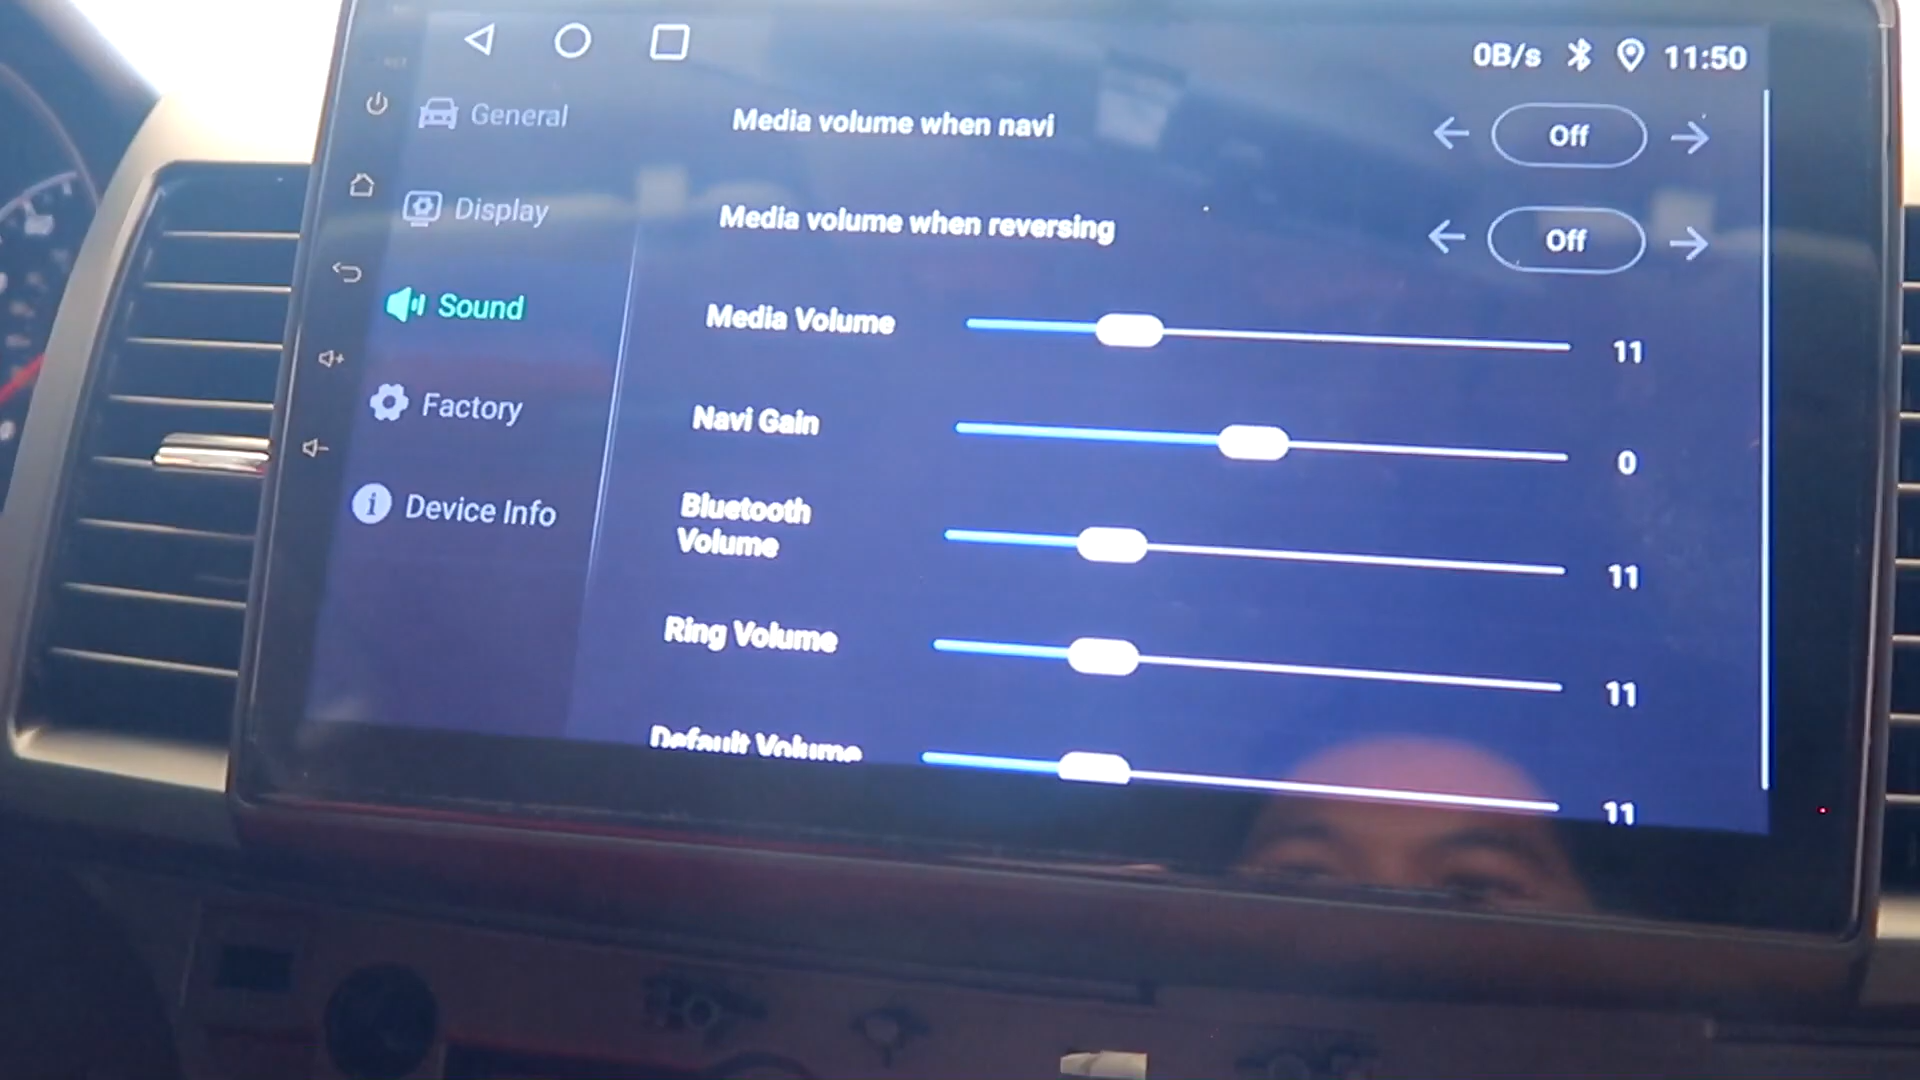 0B/s 11:50
General
Display
Sound
Factory
Device Info
Media volume when navi
Off
Media volume when reversing
Off
Media Volume
11
Navi Gain
0
Bluetooth
Volume
11
Ring Volume
11
Default Volume
11